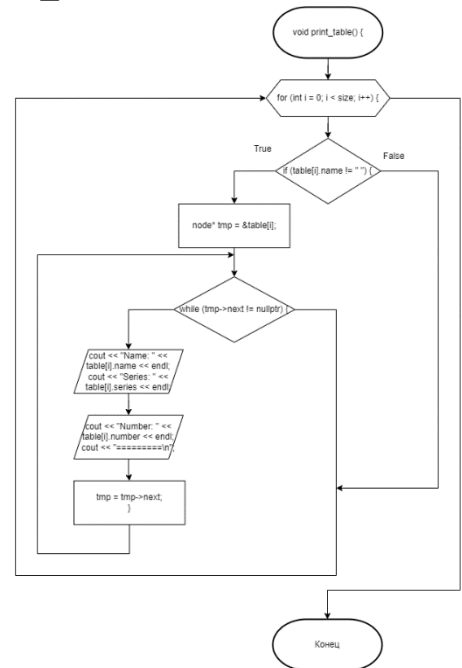 void print_table() {
for (int i = 0; i < size; i++) {
True
False
if (table[i].name != " ") {
node* tmp = &table[i];
while (tmp->next != nullptr) {
cout << "Name: " <<
table[i].name << endl;
cout << "Series: " <<
table[i].series << endl;
cout << "Number: " <<
table[i].number << endl;
cout << "=========\n";
tmp = tmp->next;
}
Конец